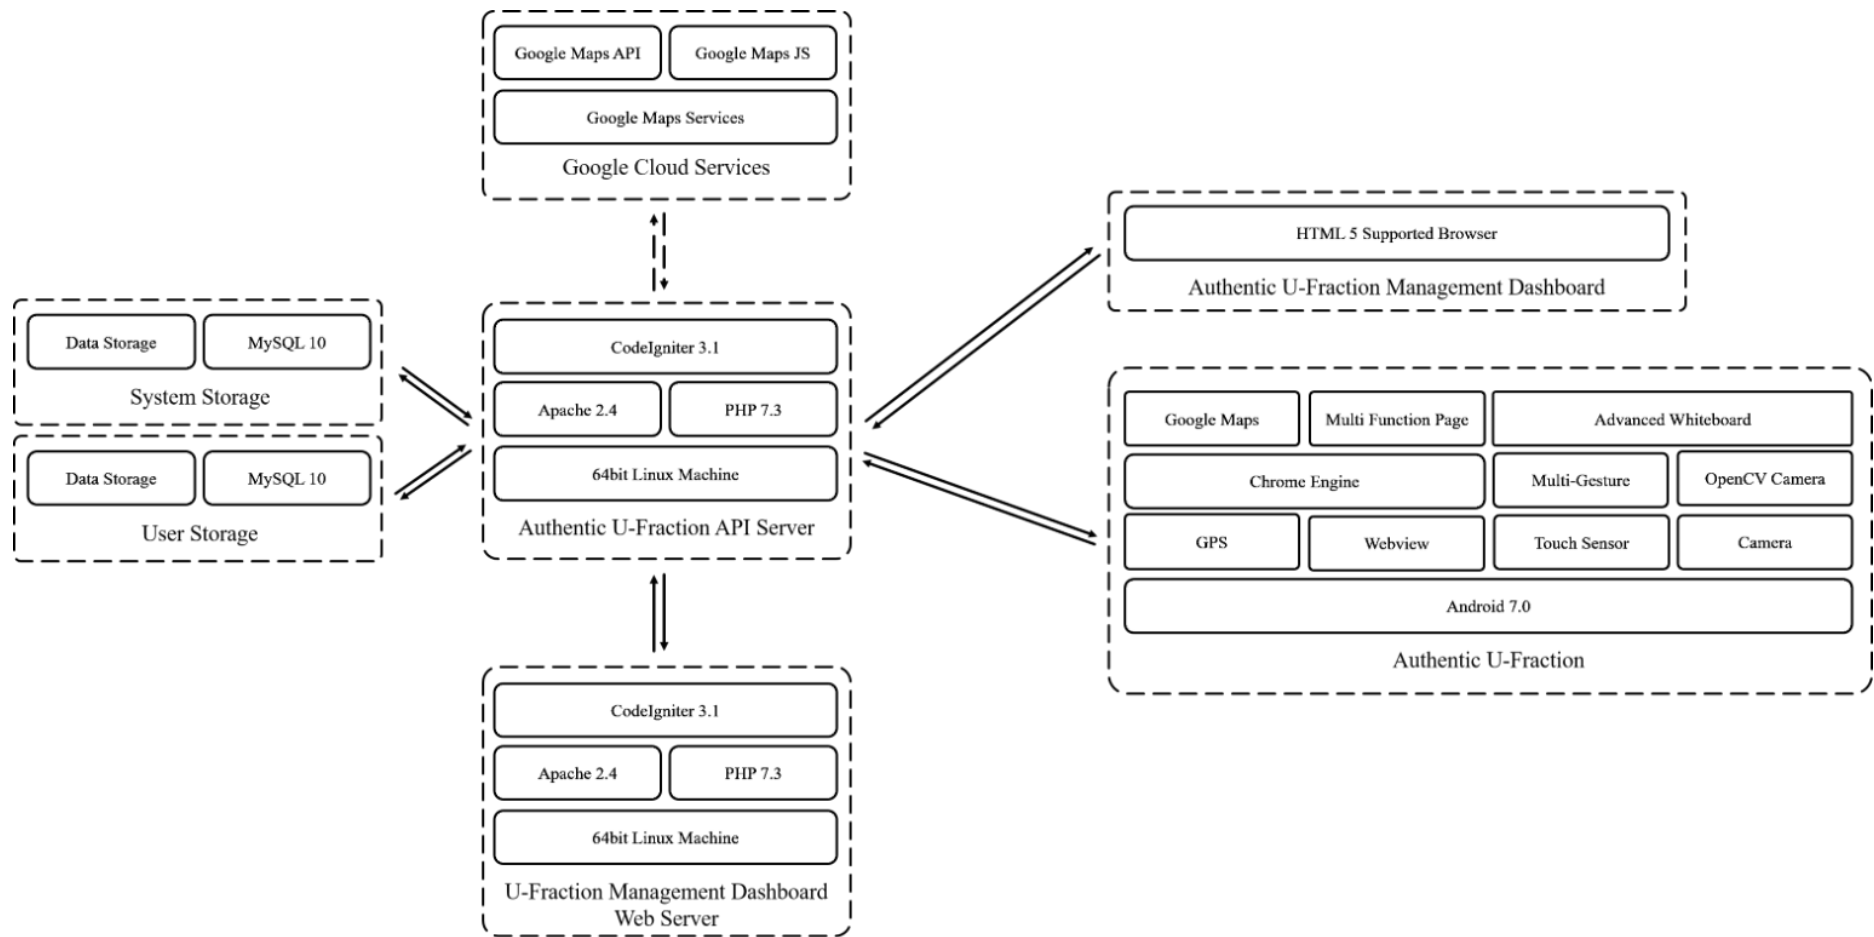 Google Maps API
Google Maps JS
Google Maps Services
Google Cloud Services
Data Storage
MySQL 10
System Storage
Data Storage
MySQL 10
User Storage
CodeIgniter 3.1
Apache 2.4
PHP 7.3
64bit Linux Machine
Authentic U-Fraction API Server
CodeIgniter 3.1
Apache 2.4
PHP 7.3
64bit Linux Machine
U-Fraction Management Dashboard
Web Server
HTML 5 Supported Browser
Authentic U-Fraction Management Dashboard
Google Maps
Multi Function Page
Advanced Whiteboard
Chrome Engine
Multi-Gesture
OpenCV Camera
GPS
Webview
Touch Sensor
Camera
Android 7.0
Authentic U-Fraction